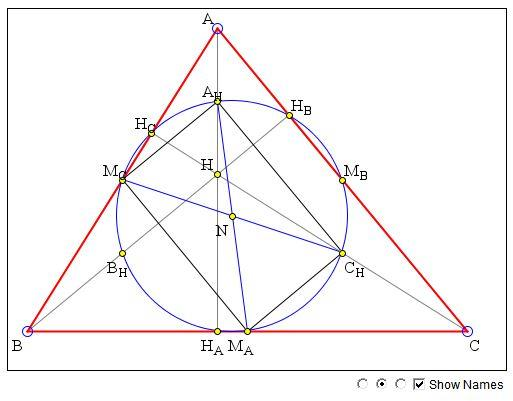 A
A_H
H_B
H_C
M_C
H
M_B
N
B_H
C_H
B
H_A
M_A
C
Show Names